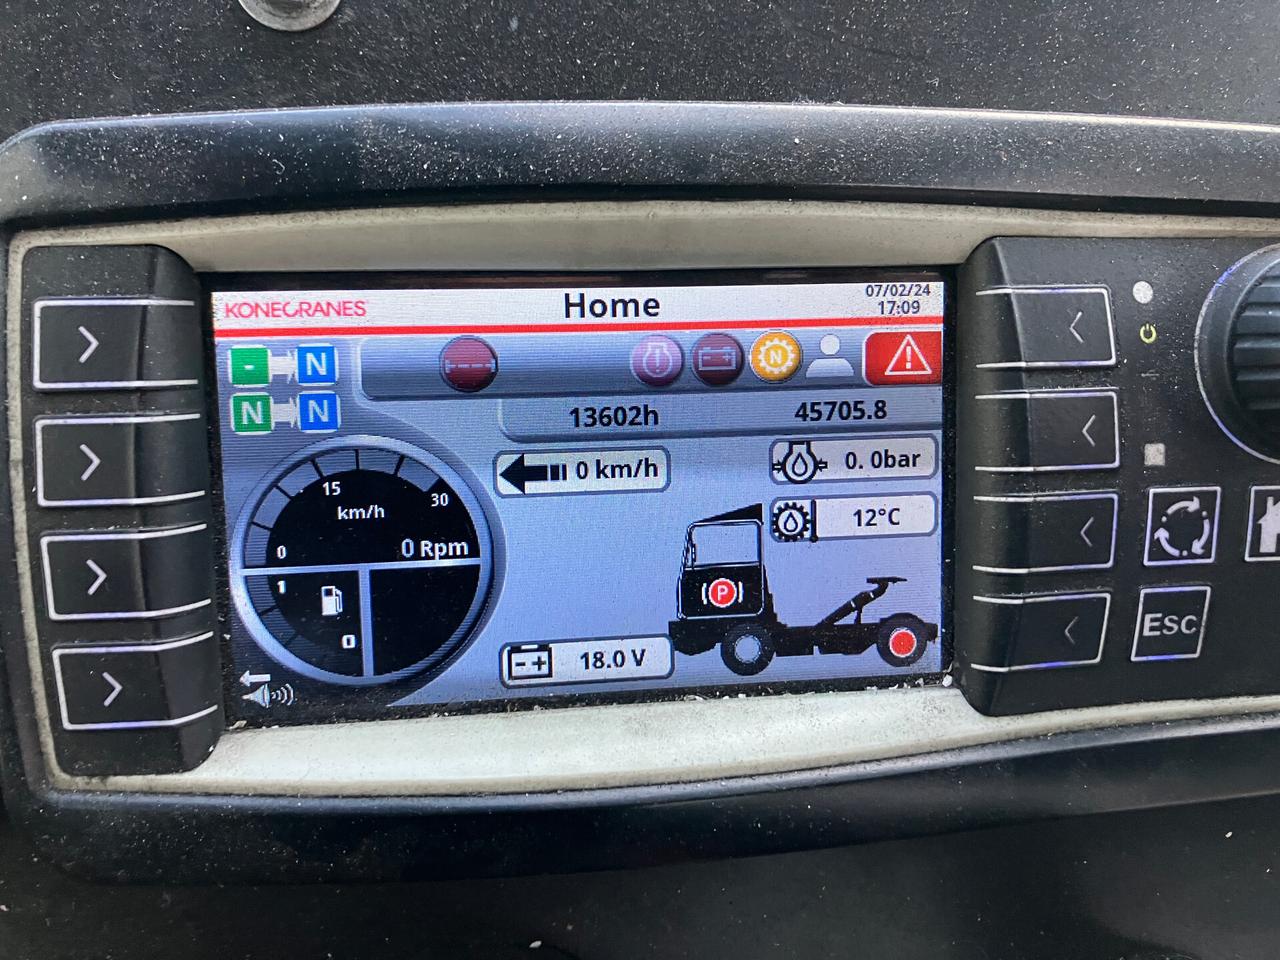 KONECRANES
Home
07/02/24
17:09
- N
N
N N
13602h
45705.8
0 km/h
0.0bar
12°C
15
30
km/h
0
0 Rpm
1
0
P
18.0 V
ESC